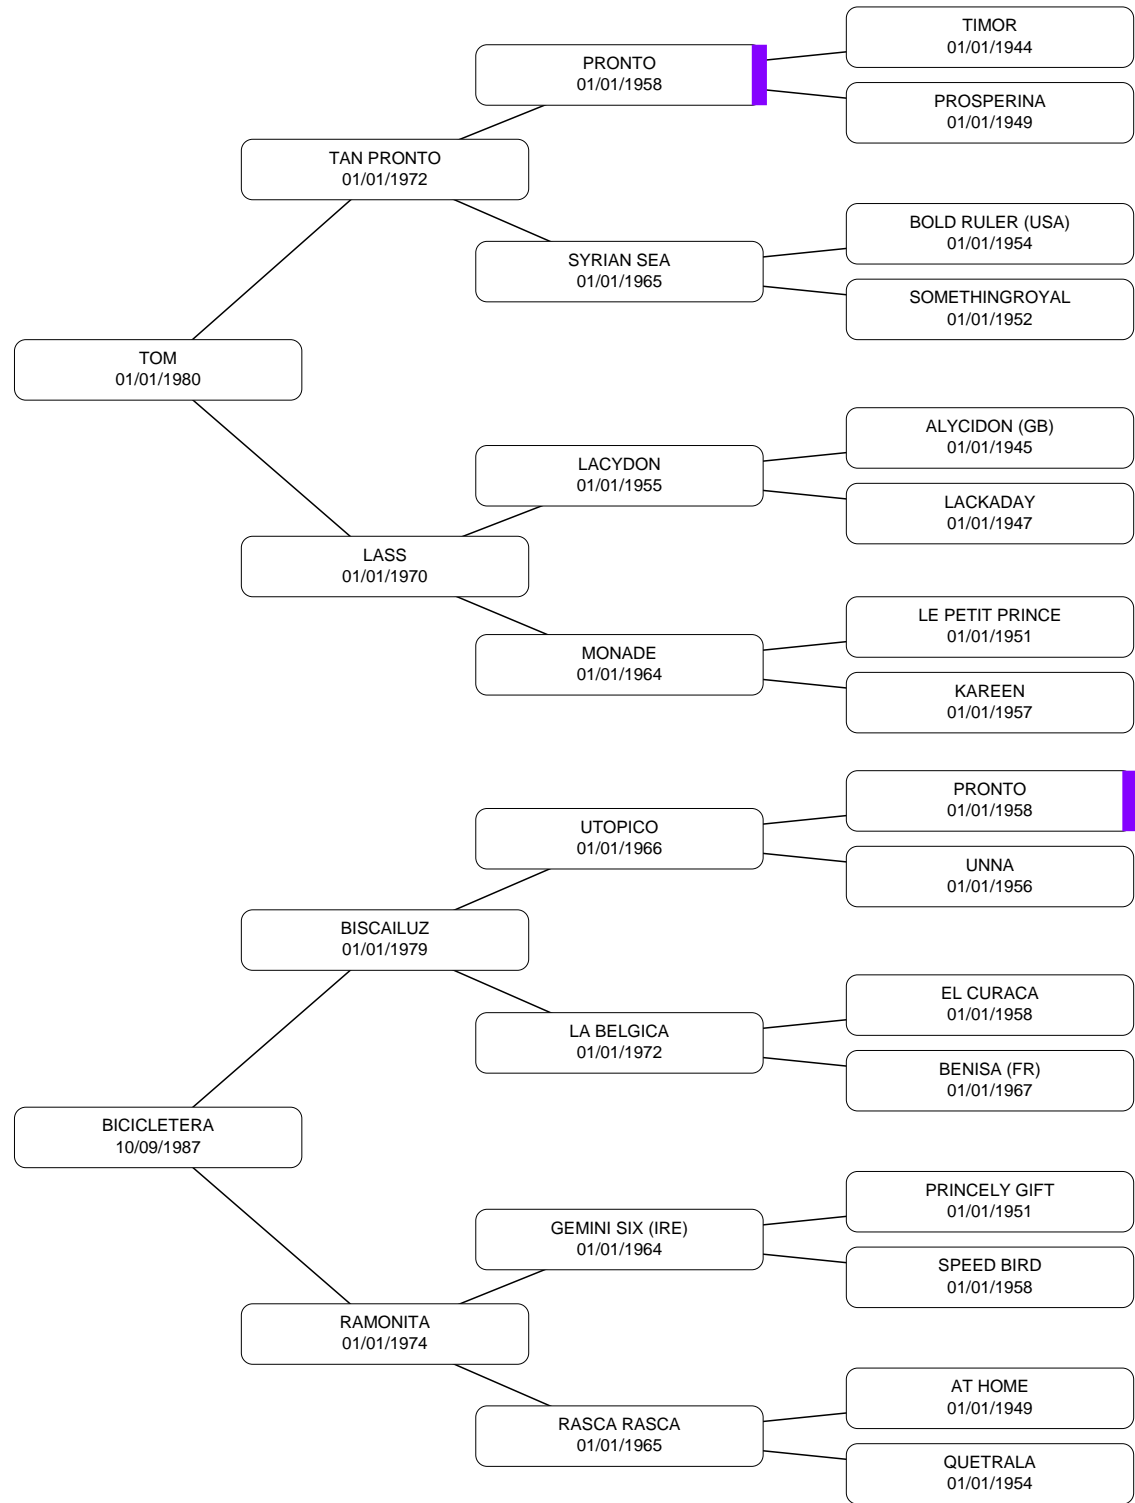 TIMOR
01/01/1944
PRONTO
01/01/1958
PROSPERINA
01/01/1949
TAN PRONTO
01/01/1972
BOLD RULER (USA)
01/01/1954
SYRIAN SEA
01/01/1965
SOMETHINGROYAL
01/01/1952
TOM
01/01/1980
ALYCIDON (GB)
01/01/1945
LACYDON
01/01/1955
LACKADAY
01/01/1947
LASS
01/01/1970
LE PETIT PRINCE
01/01/1951
MONADE
01/01/1964
KAREEN
01/01/1957
PRONTO
01/01/1958
UTOPICO
01/01/1966
UNNA
01/01/1956
BISCAILUZ
01/01/1979
EL CURACA
01/01/1958
LA BELGICA
01/01/1972
BENISA (FR)
01/01/1967
BICICLETERA
10/09/1987
PRINCELY GIFT
01/01/1951
GEMINI SIX (IRE)
01/01/1964
SPEED BIRD
01/01/1958
RAMONITA
01/01/1974
AT HOME
01/01/1949
RASCA RASCA
01/01/1965
QUETRALA
01/01/1954